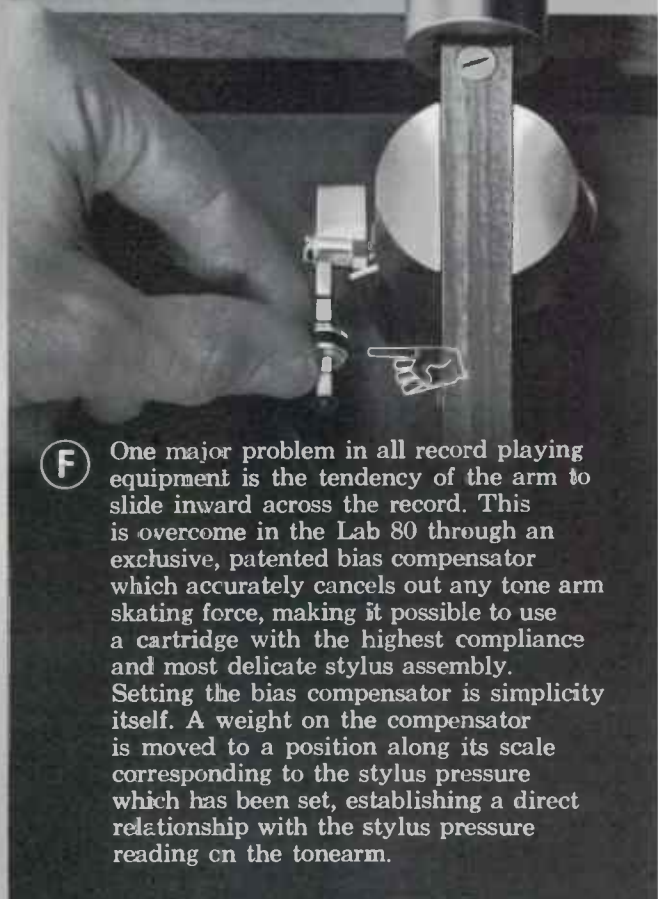 F
One major problem in all record playing
equipment is the tendency of the arm to
slide inward across the record. This
is overcome in the Lab 80 through an
exclusive, patented bias compensator
which accurately cancels out any tone arm
skating force, making it possible to use
a cartridge with the highest compliance
and most delicate stylus assembly.
Setting the bias compensator is simplicity
itself. A weight on the compensator
is moved to a position along its scale
corresponding to the stylus pressure
which has been set, establishing a direct
relationship with the stylus pressure
reading on the tonearm.